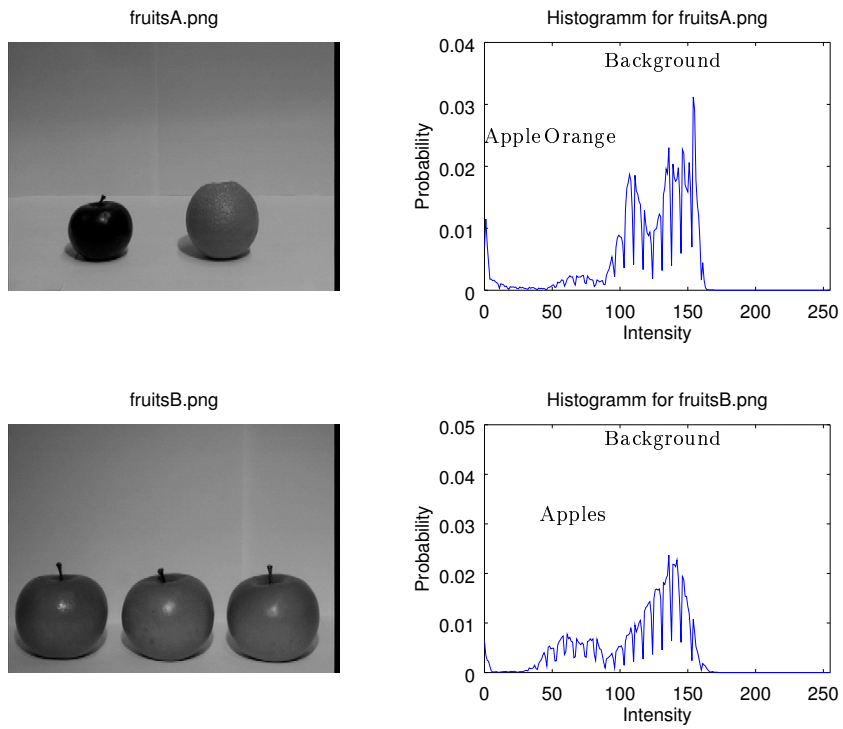 fruitsA.png
Histogramm for fruitsA.png
0.04
Background
0.03
Apple Orange
Probability
0.02
0.01
0
0 50 100 150 200 250
Intensity
fruitsB.png
Histogramm for fruitsB.png
0.05
Background
0.04
Apples
0.03
Probability
0.02
0.01
0
0 50 100 150 200 250
Intensity